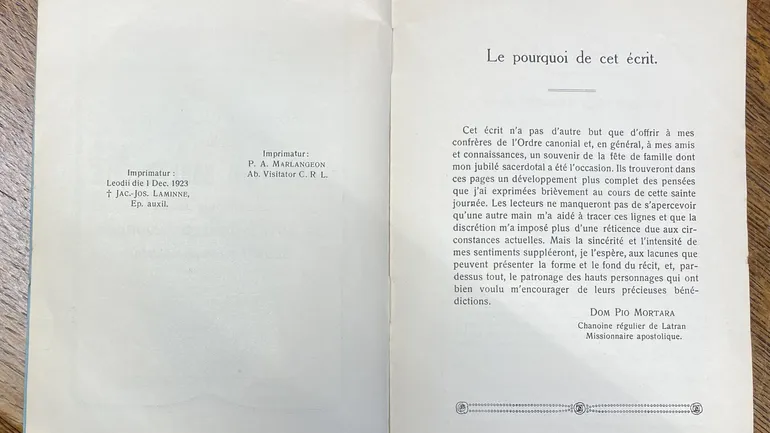 Imprimatur :
Leodii die 1 Dec. 1923
† Jac.-Jos. Laminne,
Ep. auxil.
Imprimatur :
P. A. Marlangeon
Ab. Visitator C. R L.
Le pourquoi de cet écrit.
Cet écrit n'a pas d'autre but que d'offrir à mes
confrères de l'Ordre canonial et, en général, à mes amis
et connaissances, un souvenir de la fête de famille dont
mon jubilé sacerdotal a été l'occasion. Ils trouveront dans
ces pages un développement plus complet des pensées
que j'ai exprimées brièvement au cours de cette sainte
journée. Les lecteurs ne manqueront pas de s'apercevoir
qu'une autre main m'a aidé à tracer ces lignes et que la
discrétion m'a imposé plus d'une réticence due aux cir-
constances actuelles. Mais la sincérité et l'intensité de
mes sentiments suppléeront, je l'espère, aux lacunes que
peuvent présenter la forme et le fond du récit, et, par-
dessus tout, le patronage des hauts personnages qui ont
bien voulu m'encourager de leurs précieuses béné-
dictions.
Dom Pio Mortara
Chanoine régulier de Latran
Missionnaire apostolique.